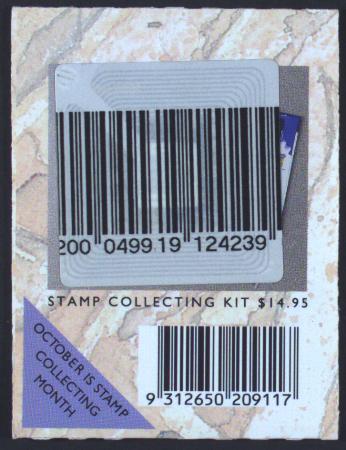 200 0499 19 124239
STAMP COLLECTING KIT $14.95
OCTOBER IS STAMP
COLLECTING
MONTH
9 312650 209117